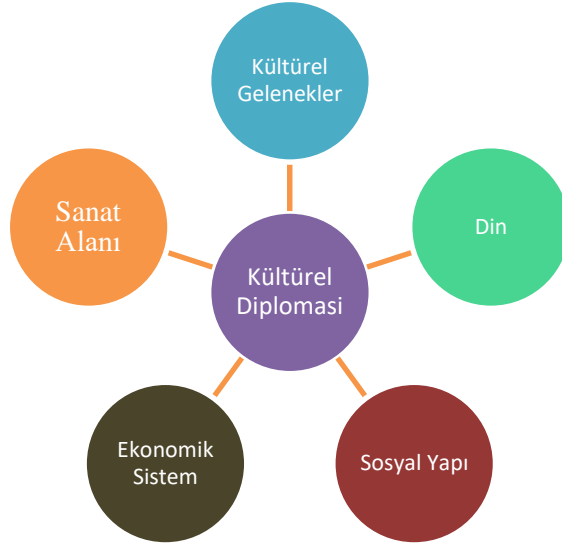 Kültürel
Gelenekler
Sanat
Alanı
Din
Kültürel
Diplomasi
Ekonomik
Sistem
Sosyal Yapı